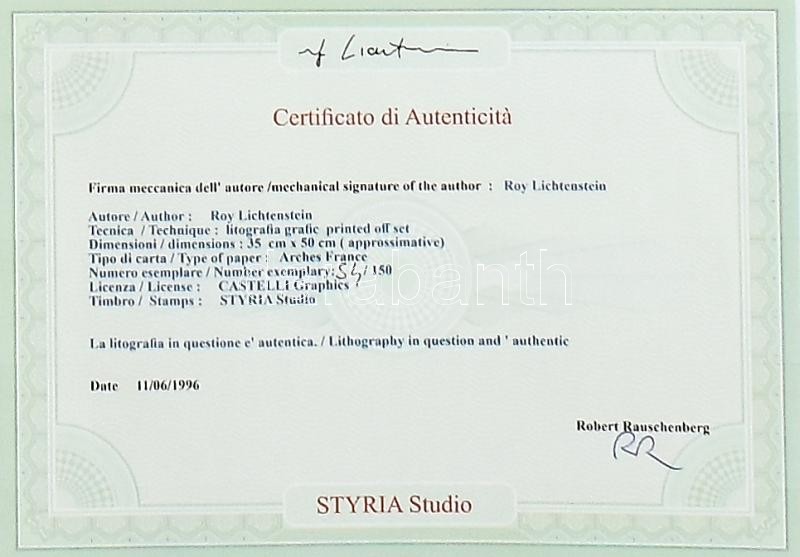 Certificato di Autenticità
Firma meccanica dell' autore /mechanical signature of the author : Roy Lichtenstein
Autore / Author : Roy Lichtenstein
Tecnica / Technique : litografia grafic printed off set
Dimensioni / dimensions : 35 cm x 50 cm ( approssimative)
Tipo di carta / Type of paper : Arches France
Numero esemplare / Number exemplary: 54/ 150
Licenza / License : CASTELLI Graphics
Timbro / Stamps : STYRIA Studio
La litografia in questione e' autentica. / Lithography in question and ' authentic
Date 11/06/1996
Robert Rauschenberg
RR
STYRIA Studio